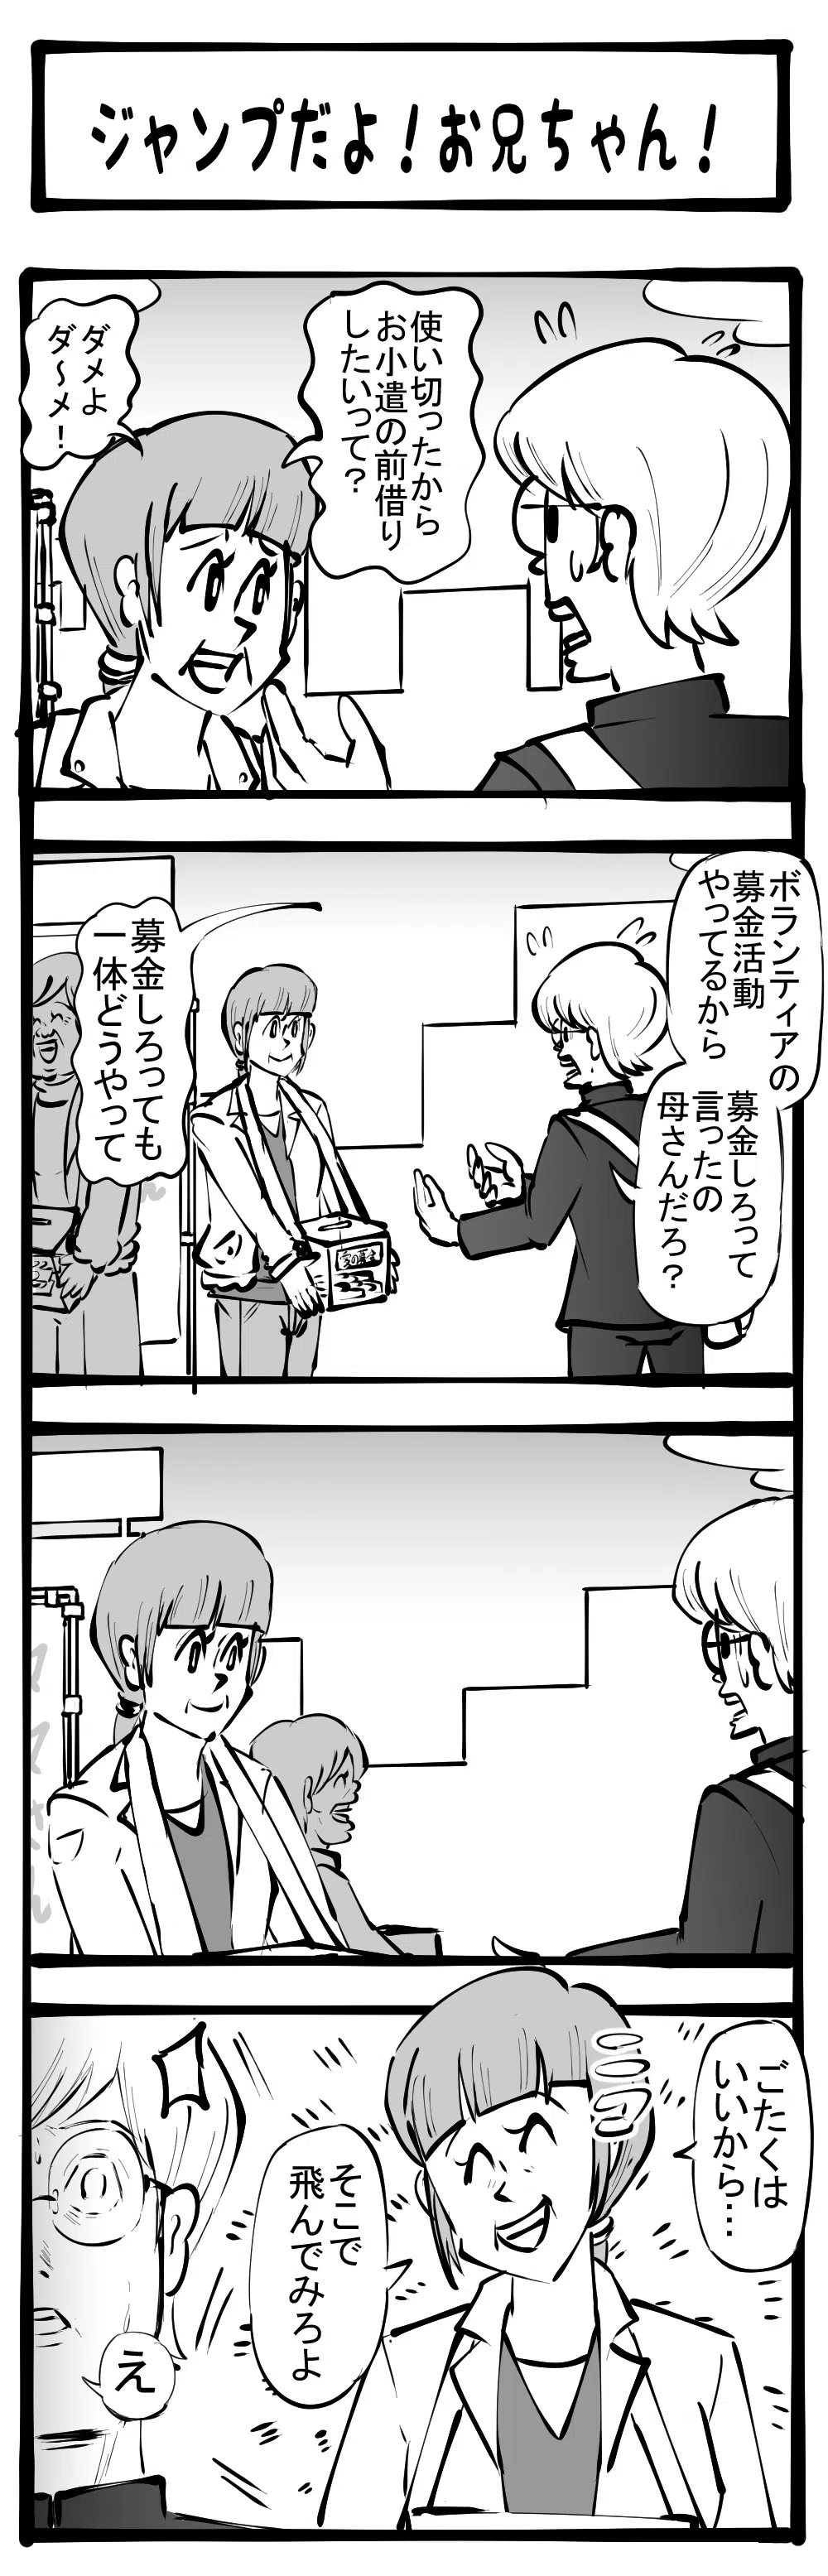 ジャンプだよ！お兄ちゃん！
使い切ったから
お小遣の前借り
したいって？
ダメよ
ダ〜メ！
ボランティアの
募金活動
やってるから
募金しろって
言ったの
母さんだろ？
募金しろっても
一体どうやって
ごたくは
いいから…
そこで
飛んでみろよ
え